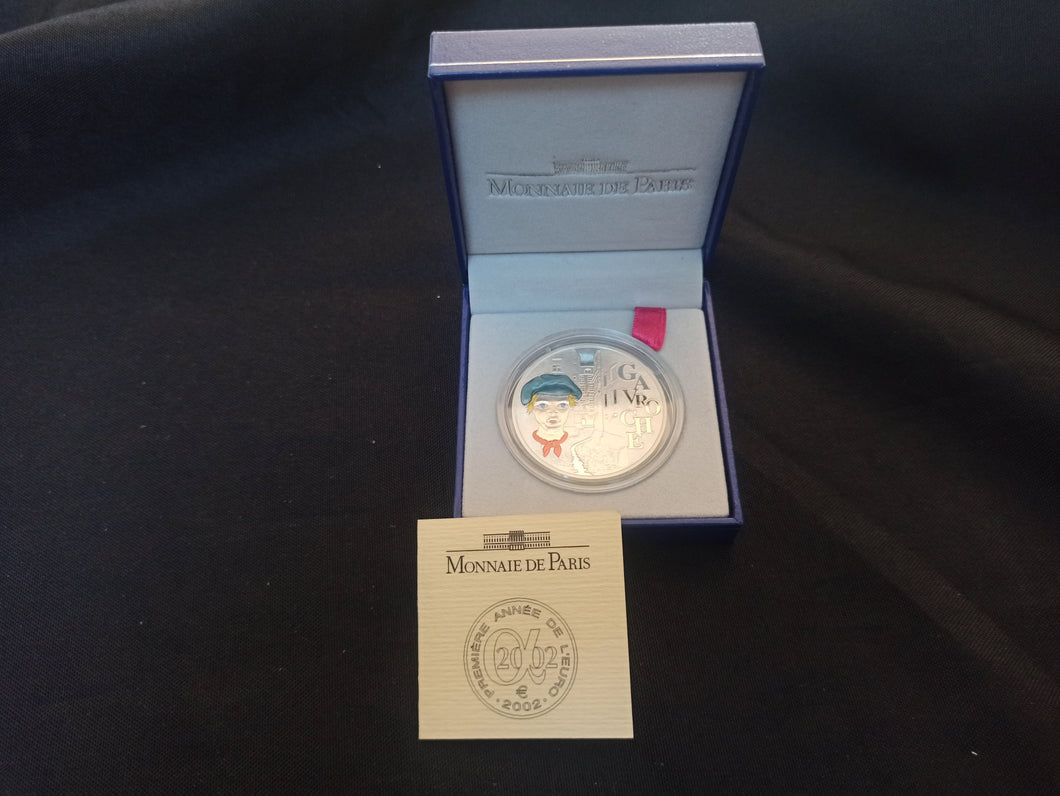 MONNAIE DE PARIS
GA
VRO
CHE
MONNAIE DE PARIS
PREMIÈRE ANNÉE DE L'EURO
2002
€
· 2002 ·